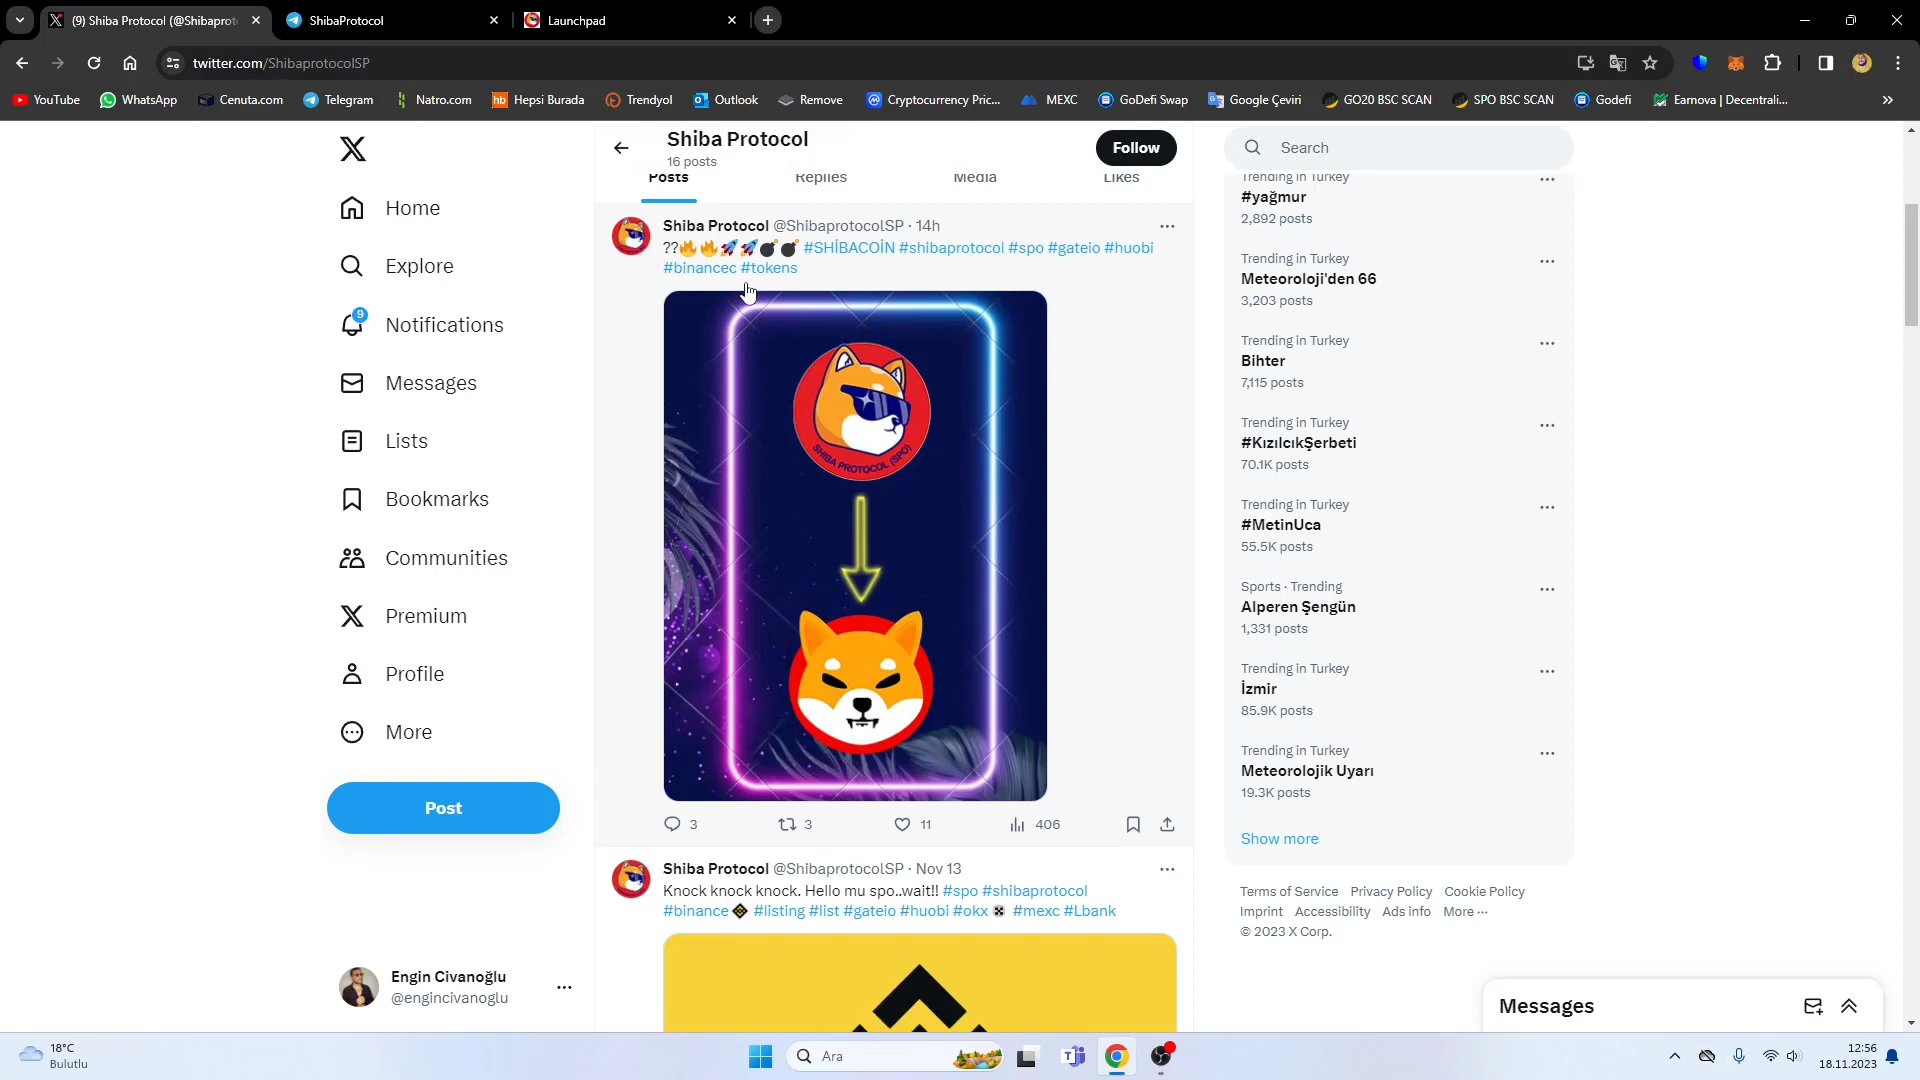 (9) Shiba Protocol (@Shibaprot
ShibaProtocol
Launchpad
twitter.com/ShibaprotocolSP
YouTube
WhatsApp
Cenuta.com
Telegram
Natro.com
Hepsi Burada
Trendyol
Outlook
Remove
Cryptocurrency Pric...
MEXC
GoDefi Swap
Google Çeviri
GO20 BSC SCAN
SPO BSC SCAN
Godefi
Earnova | Decentrali...
Home
Explore
9
Notifications
Messages
Lists
Bookmarks
Communities
Premium
Profile
More
Post
Engin Civanoğlu
@engincivanoglu
Shiba Protocol
16 posts
Follow
Posts
Replies
Media
Likes
Shiba Protocol @ShibaprotocolSP · 14h
??🔥🔥🚀🚀💣💣 #SHİBACOİN #shibaprotocol #spo #gateio #huobi
#binancec #tokens
SHIBA PROTOCOL (SPO)
3
3
11
406
Shiba Protocol @ShibaprotocolSP · Nov 13
Knock knock knock. Hello mu spo..wait!! #spo #shibaprotocol
#binance #listing #list #gateio #huobi #okx #mexc #Lbank
Search
Trending in Turkey
#yağmur
2,892 posts
Trending in Turkey
Meteoroloji'den 66
3,203 posts
Trending in Turkey
Bihter
7,115 posts
Trending in Turkey
#KızılcıkŞerbeti
70.1K posts
Trending in Turkey
#MetinUca
55.5K posts
Sports · Trending
Alperen Şengün
1,331 posts
Trending in Turkey
İzmir
85.9K posts
Trending in Turkey
Meteorolojik Uyarı
19.3K posts
Show more
Terms of Service Privacy Policy Cookie Policy
Imprint Accessibility Ads info More ···
© 2023 X Corp.
Messages
18°C
Bulutlu
Ara
12:56
18.11.2023